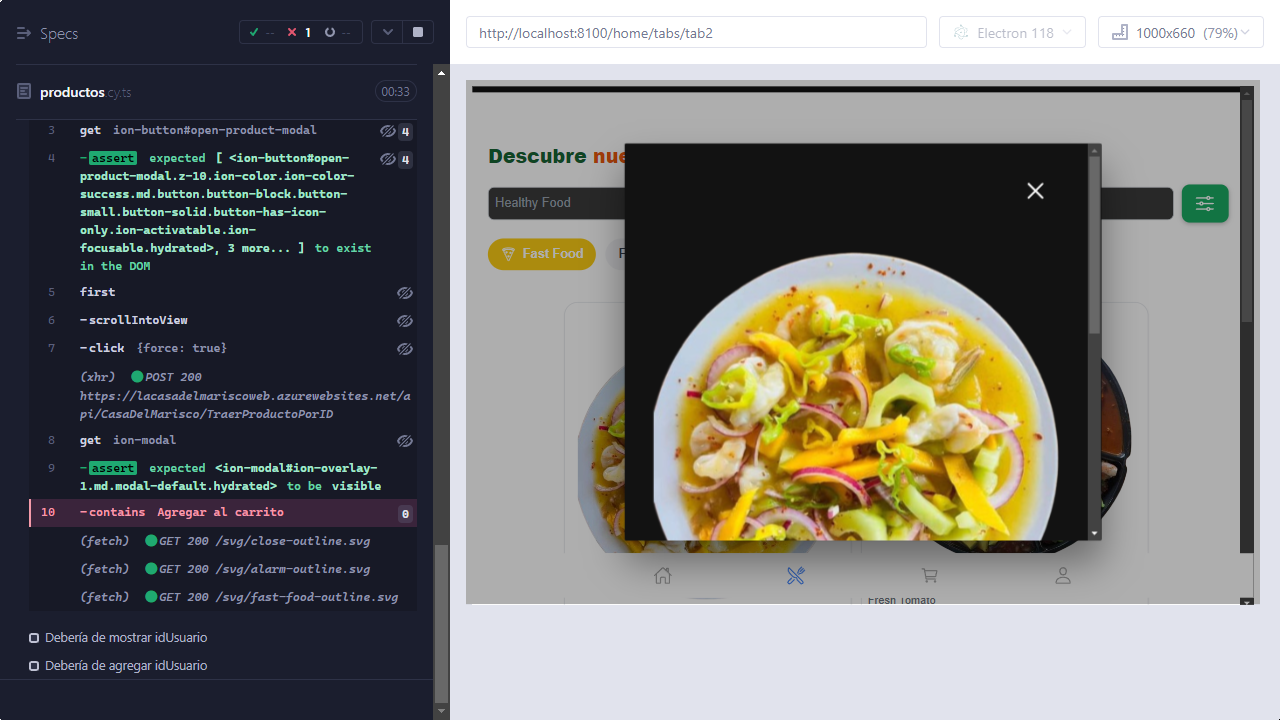 Specs
-- 1 --
productos.cy.ts
00:33
3 get ion-button#open-product-modal 4
4 -assert expected [ <ion-button#open- 4
product-modal.z-10.ion-color.ion-color-
success.md.button.button-block.button-
small.button-solid.button-has-icon-
only.ion-activatable.ion-
focusable.hydrated>, 3 more... ] to exist
in the DOM
5 first
6 -scrollIntoView
7 -click {force: true}
(xhr) POST 200
https://lacasadelmariscoweb.azurewebsites.net/a
pi/CasaDelMarisco/TraerProductoPorID
8 get ion-modal
9 -assert expected <ion-modal#ion-overlay-
1.md.modal-default.hydrated> to be visible
10 -contains Agregar al carrito 0
(fetch) GET 200 /svg/close-outline.svg
(fetch) GET 200 /svg/alarm-outline.svg
(fetch) GET 200 /svg/fast-food-outline.svg
Debería de mostrar idUsuario
Debería de agregar idUsuario
http://localhost:8100/home/tabs/tab2
Electron 118
1000x660 (79%)
Descubre nue
Healthy Food
Fast Food
F
Fresh Tomato